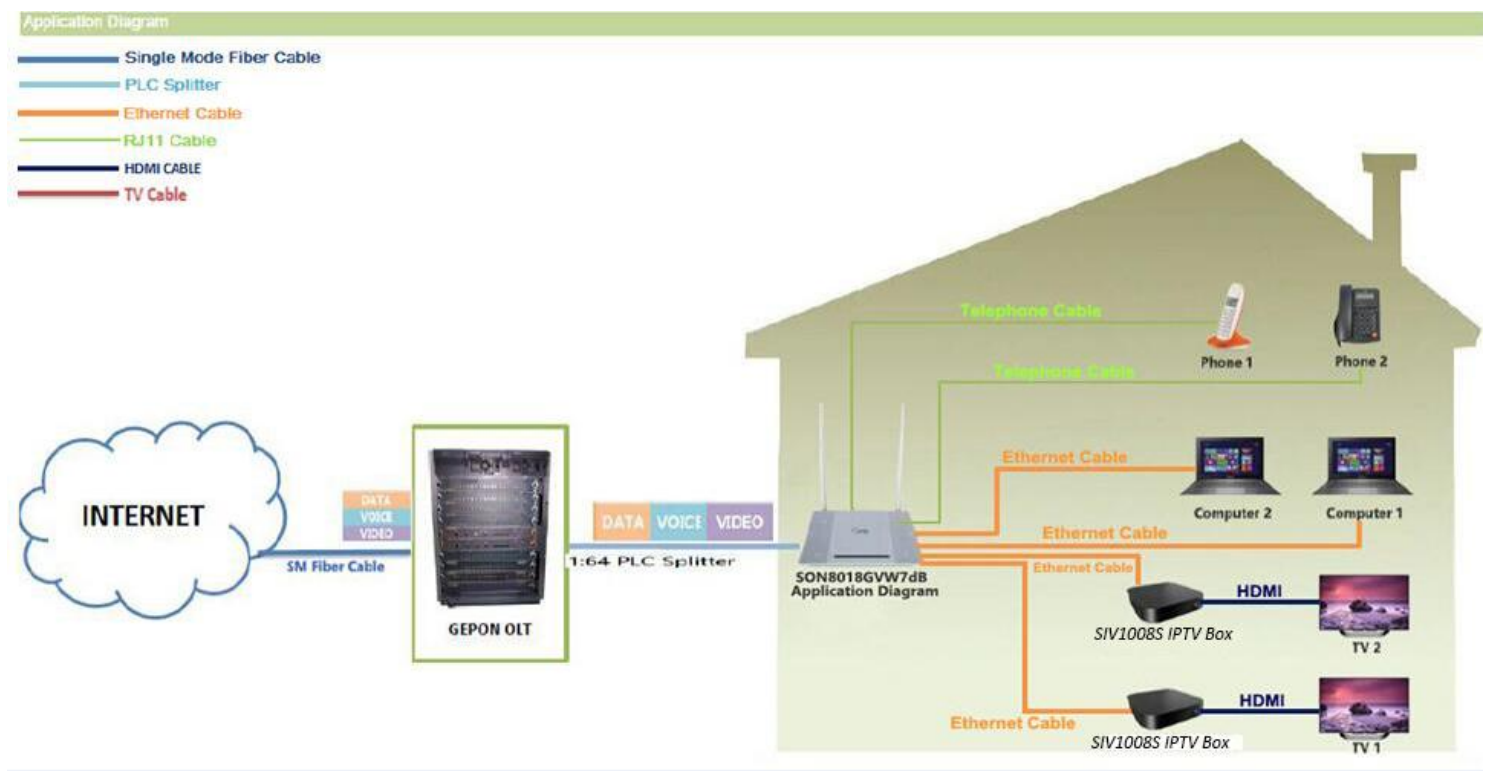 Application Diagram
Single Mode Fiber Cable
PLC Splitter
Ethernet Cable
RJ11 Cable
HDMI CABLE
TV Cable
Telephone Cable
Phone 1
Phone 2
Telephone Cable
Ethernet Cable
Computer 2
Computer 1
INTERNET
DATA
VOICE
VIDEO
SM Fiber Cable
GEPON OLT
DATA VOICE VIDEO
1:64 PLC Splitter
SON8018GVW7dB
Application Diagram
Ethernet Cable
Ethernet Cable
HDMI
SIV1008S IPTV Box
TV 2
Ethernet Cable
HDMI
SIV1008S IPTV Box
TV 1